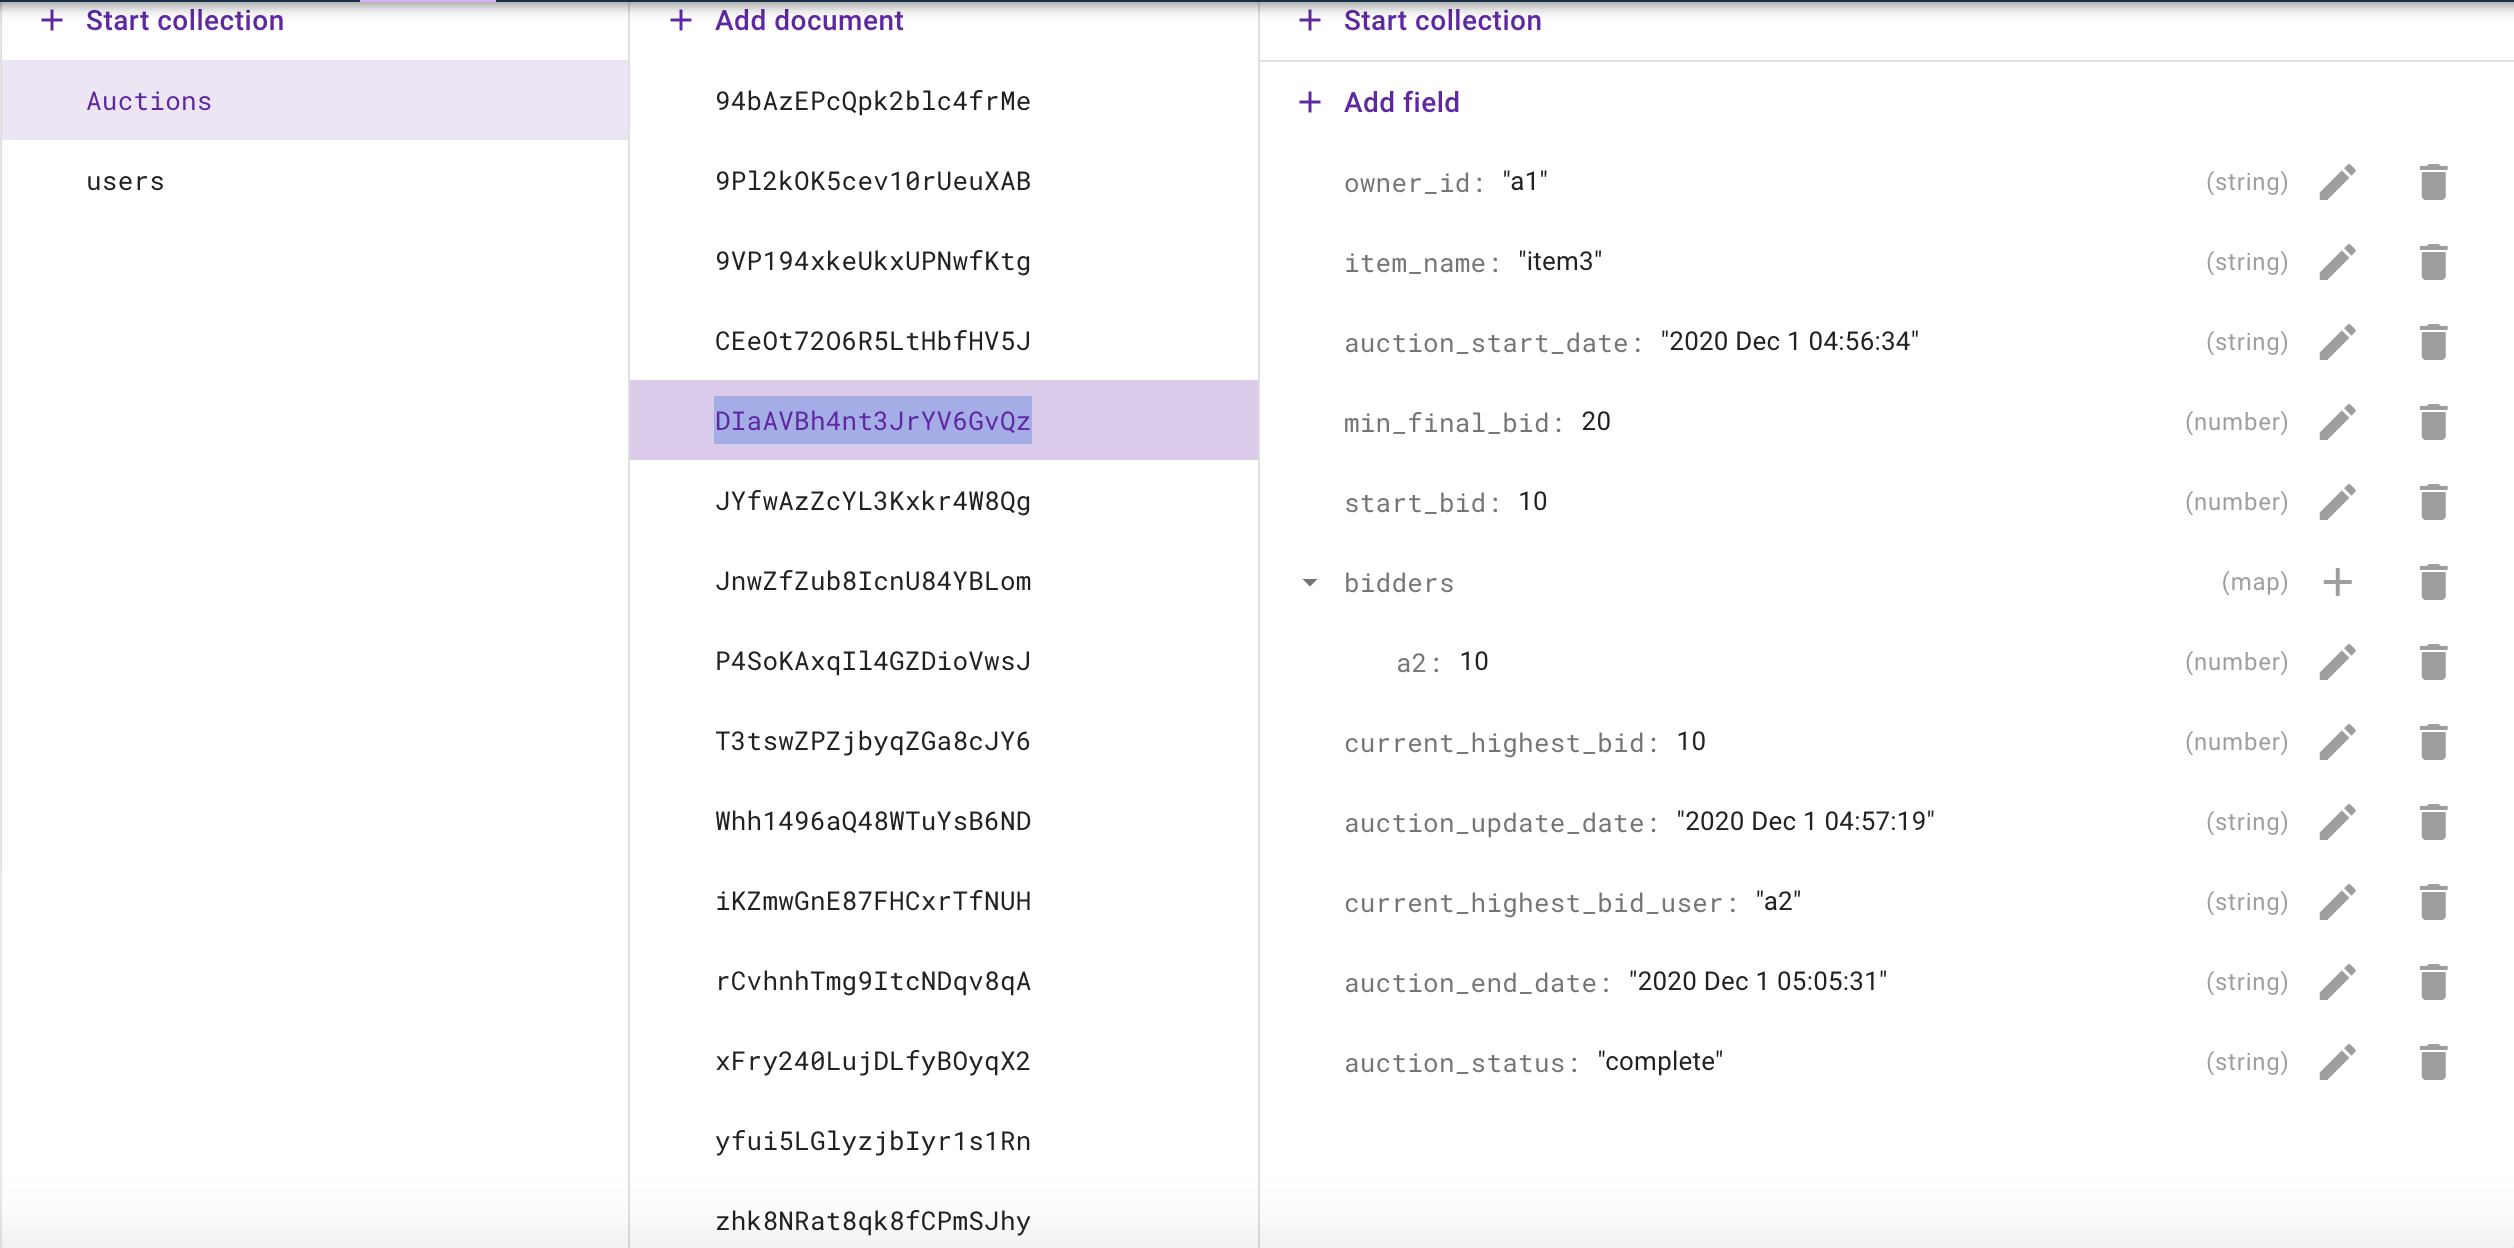 + Start collection
Auctions
users
+ Add document
94bAzEPcQpk2blc4frMe
9Pl2kOK5cev10rUeuXAB
9VP194xkeUkxUPNwfKtg
CEeOt72O6R5LtHbfHV5J
DIaAVBh4nt3JrYV6GvQz
JYfwAzZcYL3Kxkr4W8Qg
JnwZfZub8IcnU84YBLom
P4SoKAxqIl4GZDioVwsJ
T3tswZPZjbyqZGa8cJY6
Whh1496aQ48WTuYsB6ND
iKZmwGnE87FHCxrTfNUH
rCvhnhTmg9ItcNDqv8qA
xFry240LujDLfyBOyqX2
yfui5LGlyzjbIyr1s1Rn
zhk8NRat8qk8fCPmSJhy
+ Start collection
+ Add field
owner_id: "a1" (string)
item_name: "item3" (string)
auction_start_date: "2020 Dec 1 04:56:34" (string)
min_final_bid: 20 (number)
start_bid: 10 (number)
bidders (map) +
a2: 10 (number)
current_highest_bid: 10 (number)
auction_update_date: "2020 Dec 1 04:57:19" (string)
current_highest_bid_user: "a2" (string)
auction_end_date: "2020 Dec 1 05:05:31" (string)
auction_status: "complete" (string)